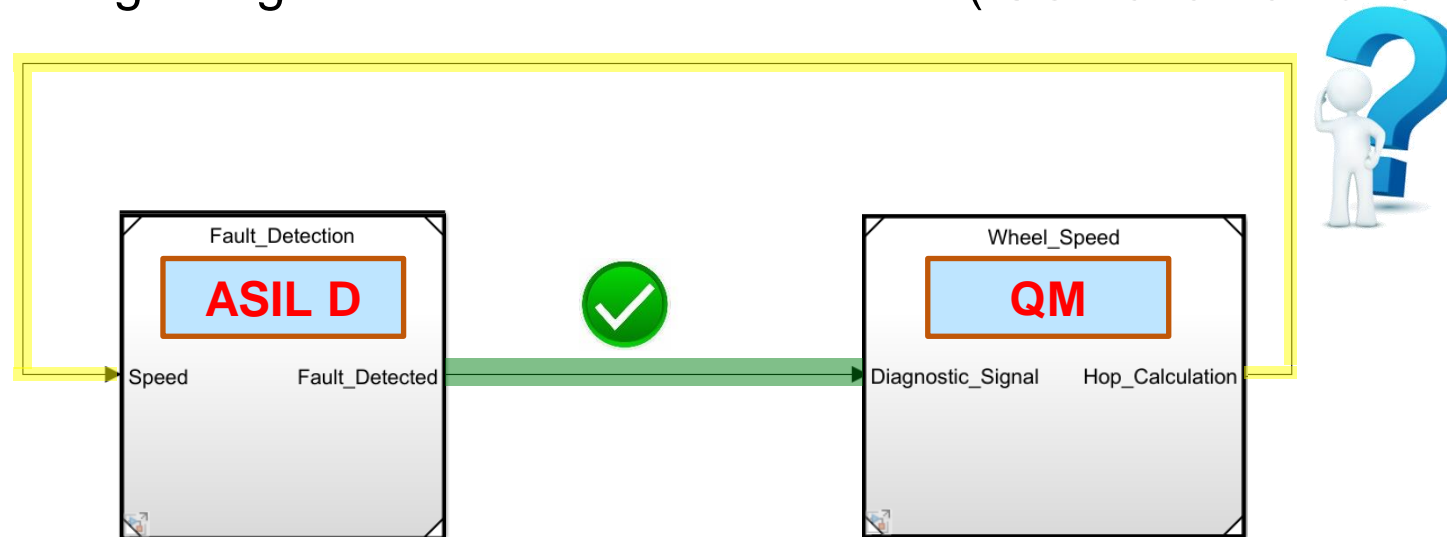 Fault_Detection
ASIL D
Speed
Fault_Detected
Wheel_Speed
QM
Diagnostic_Signal
Hop_Calculation